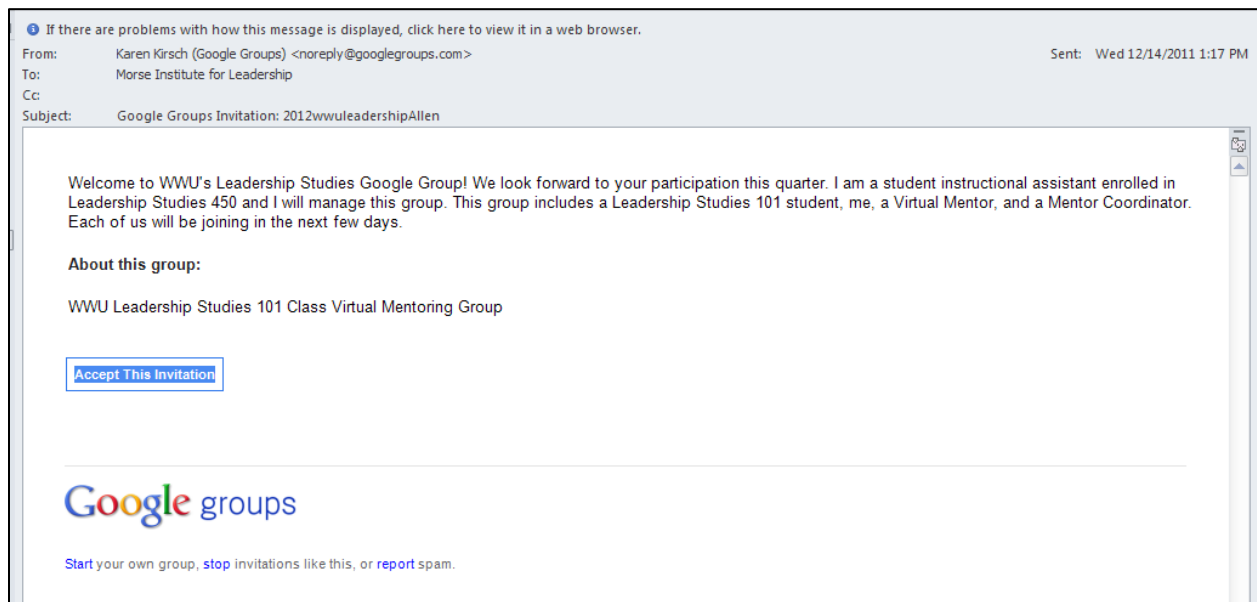 If there are problems with how this message is displayed, click here to view it in a web browser.
From: Karen Kirsch (Google Groups) <noreply@googlegroups.com> Sent: Wed 12/14/2011 1:17 PM
To: Morse Institute for Leadership
Cc:
Subject: Google Groups Invitation: 2012wwuleadershipAllen
Welcome to WWU's Leadership Studies Google Group! We look forward to your participation this quarter. I am a student instructional assistant enrolled in
Leadership Studies 450 and I will manage this group. This group includes a Leadership Studies 101 student, me, a Virtual Mentor, and a Mentor Coordinator.
Each of us will be joining in the next few days.
About this group:
WWU Leadership Studies 101 Class Virtual Mentoring Group
Accept This Invitation
Google groups
Start your own group, stop invitations like this, or report spam.